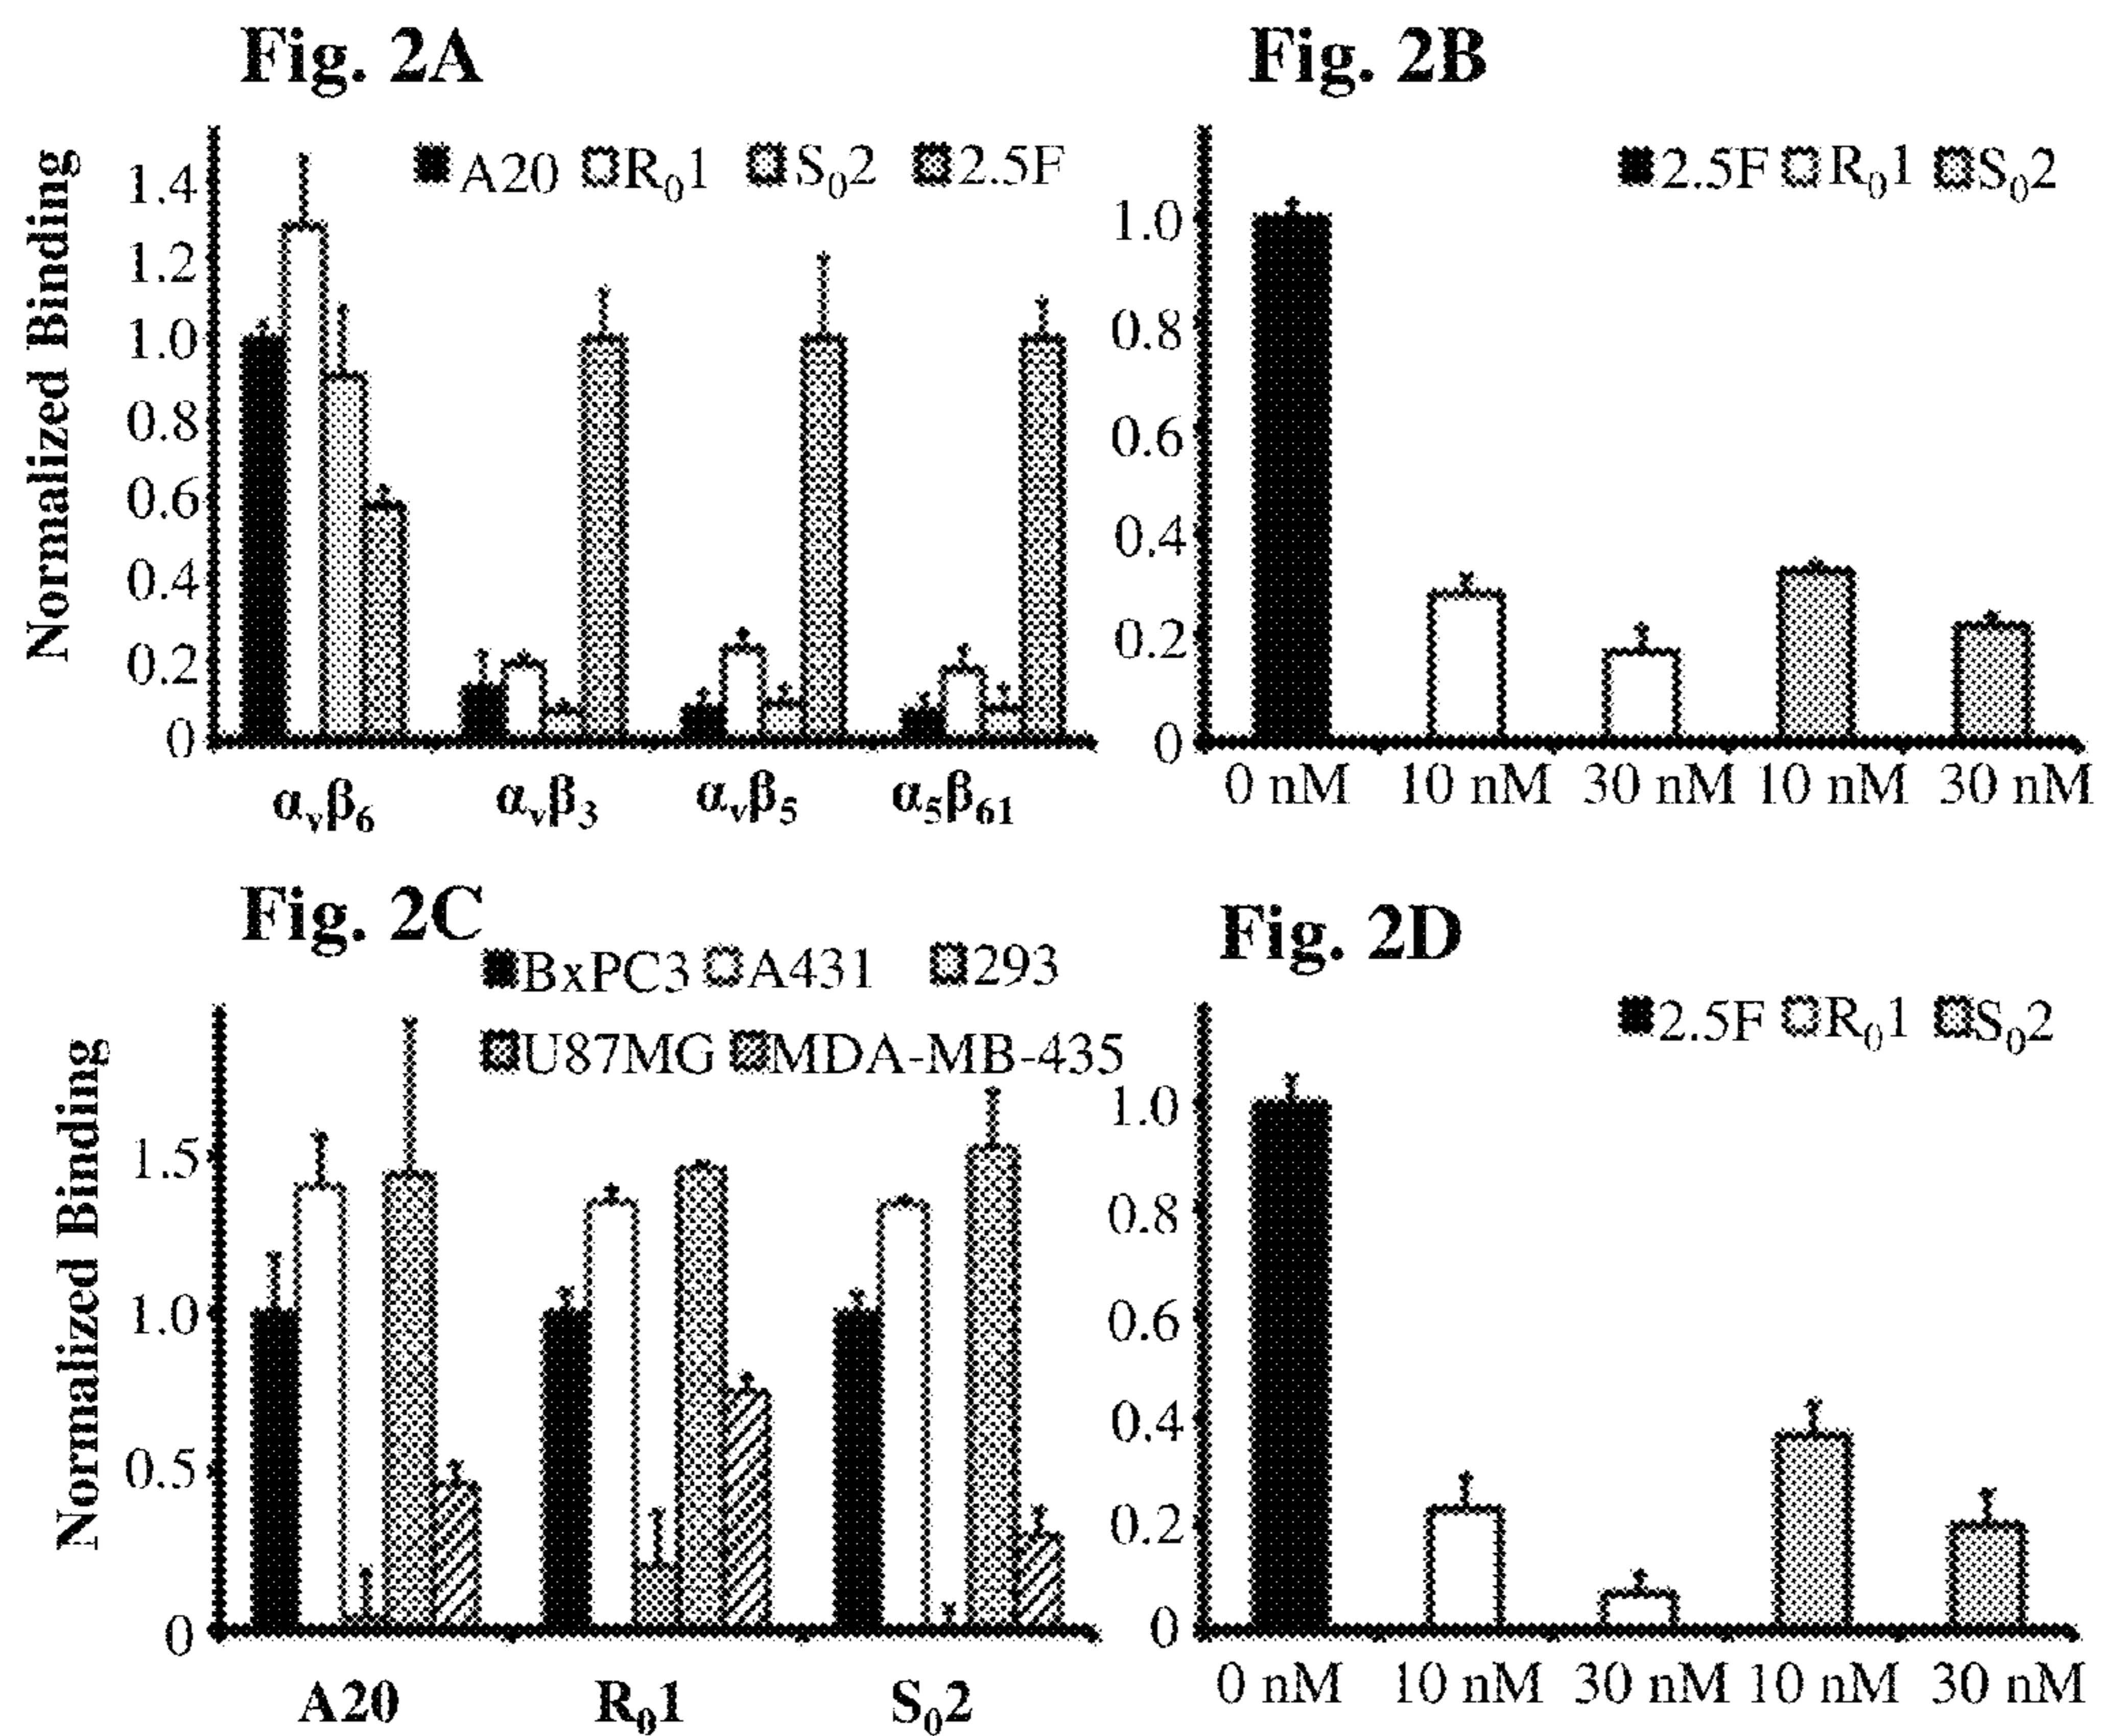 Fig. 2A
Normalized Binding
A20 R₀1 S₀2 2.5F
1.4
1.2
1.0
0.8
0.6
0.4
0.2
0
αᵥβ₆ αᵥβ₃ αᵥβ₅ α₅β₆₁
Fig. 2B
2.5F R₀1 S₀2
1.0
0.8
0.6
0.4
0.2
0
0 nM 10 nM 30 nM 10 nM 30 nM
Fig. 2C
BxPC3 A431 293
U87MG MDA-MB-435
Normalized Binding
1.5
1.0
0.5
0
A20 R₀1 S₀2
Fig. 2D
2.5F R₀1 S₀2
1.0
0.8
0.6
0.4
0.2
0
0 nM 10 nM 30 nM 10 nM 30 nM